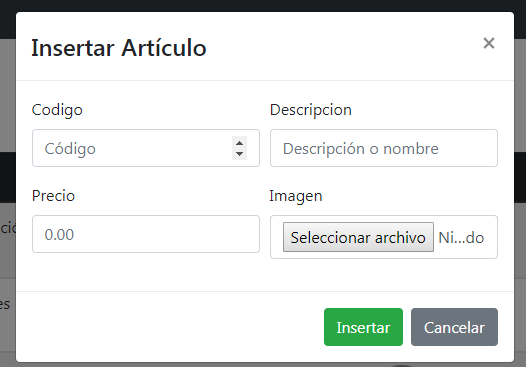 Insertar Artículo ×
Codigo Descripcion
Código Descripción o nombre
Precio Imagen
0.00 Seleccionar archivo Ni...do
Insertar Cancelar